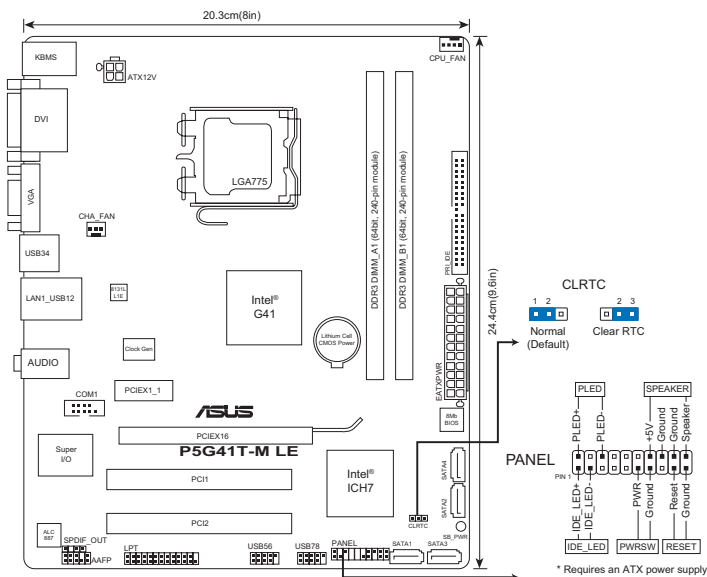 20.3cm(8in)
KBMS
CPU_FAN
ATX12V
DVI
LGA775
DDR3 DIMM_A1 (64bit, 240-pin module)
DDR3 DIMM_B1 (64bit, 240-pin module)
PRI_IDE
24.4cm(9.6in)
VGA
CHA_FAN
USB34
CLRTC
1 2
2 3
Normal
(Default)
Clear RTC
LAN1_USB12
8131L
L1E
Intel®
G41
Lithium Cell
CMOS Power
EATXPWR
Clock Gen
AUDIO
PCIEX1_1
COM1
ASUS
8Mb
BIOS
PCIEX16
P5G41T-M LE
Super
I/O
Intel®
ICH7
PCI1
SATA4
SATA2
CLRTC
SB_PWR
PCI2
ALC
887
SPDIF_OUT
AAFP
LPT
USB56
USB78
PANEL
SATA1
SATA3
PLED
SPEAKER
PLED+
PLED-
+5V
Ground
Ground
Speaker
PANEL
PIN 1
IDE_LED+
IDE_LED-
PWR
Ground
Reset
Ground
IDE_LED
PWRSW
RESET
* Requires an ATX power supply